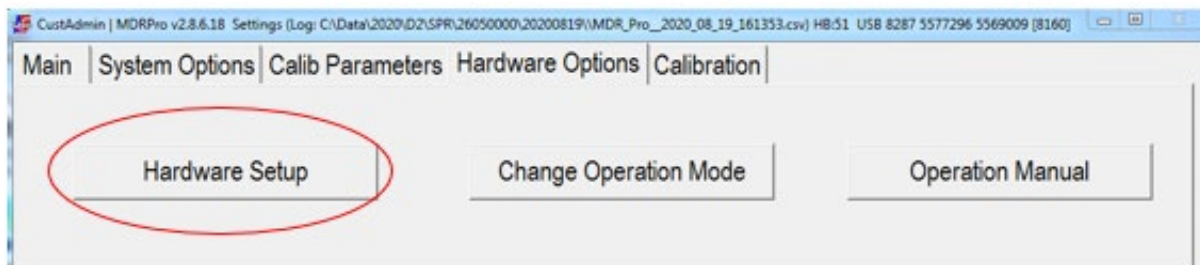 CustAdmin | MDRPro v2.8.6.18 Settings (Log: C:\Data\2020\D2\SPR\26050000\20200819\\MDR_Pro__2020_08_19_161353.csv) HB:51 USB 8287 5577296 5569009 [8160]
Main System Options Calib Parameters Hardware Options Calibration
Hardware Setup Change Operation Mode Operation Manual